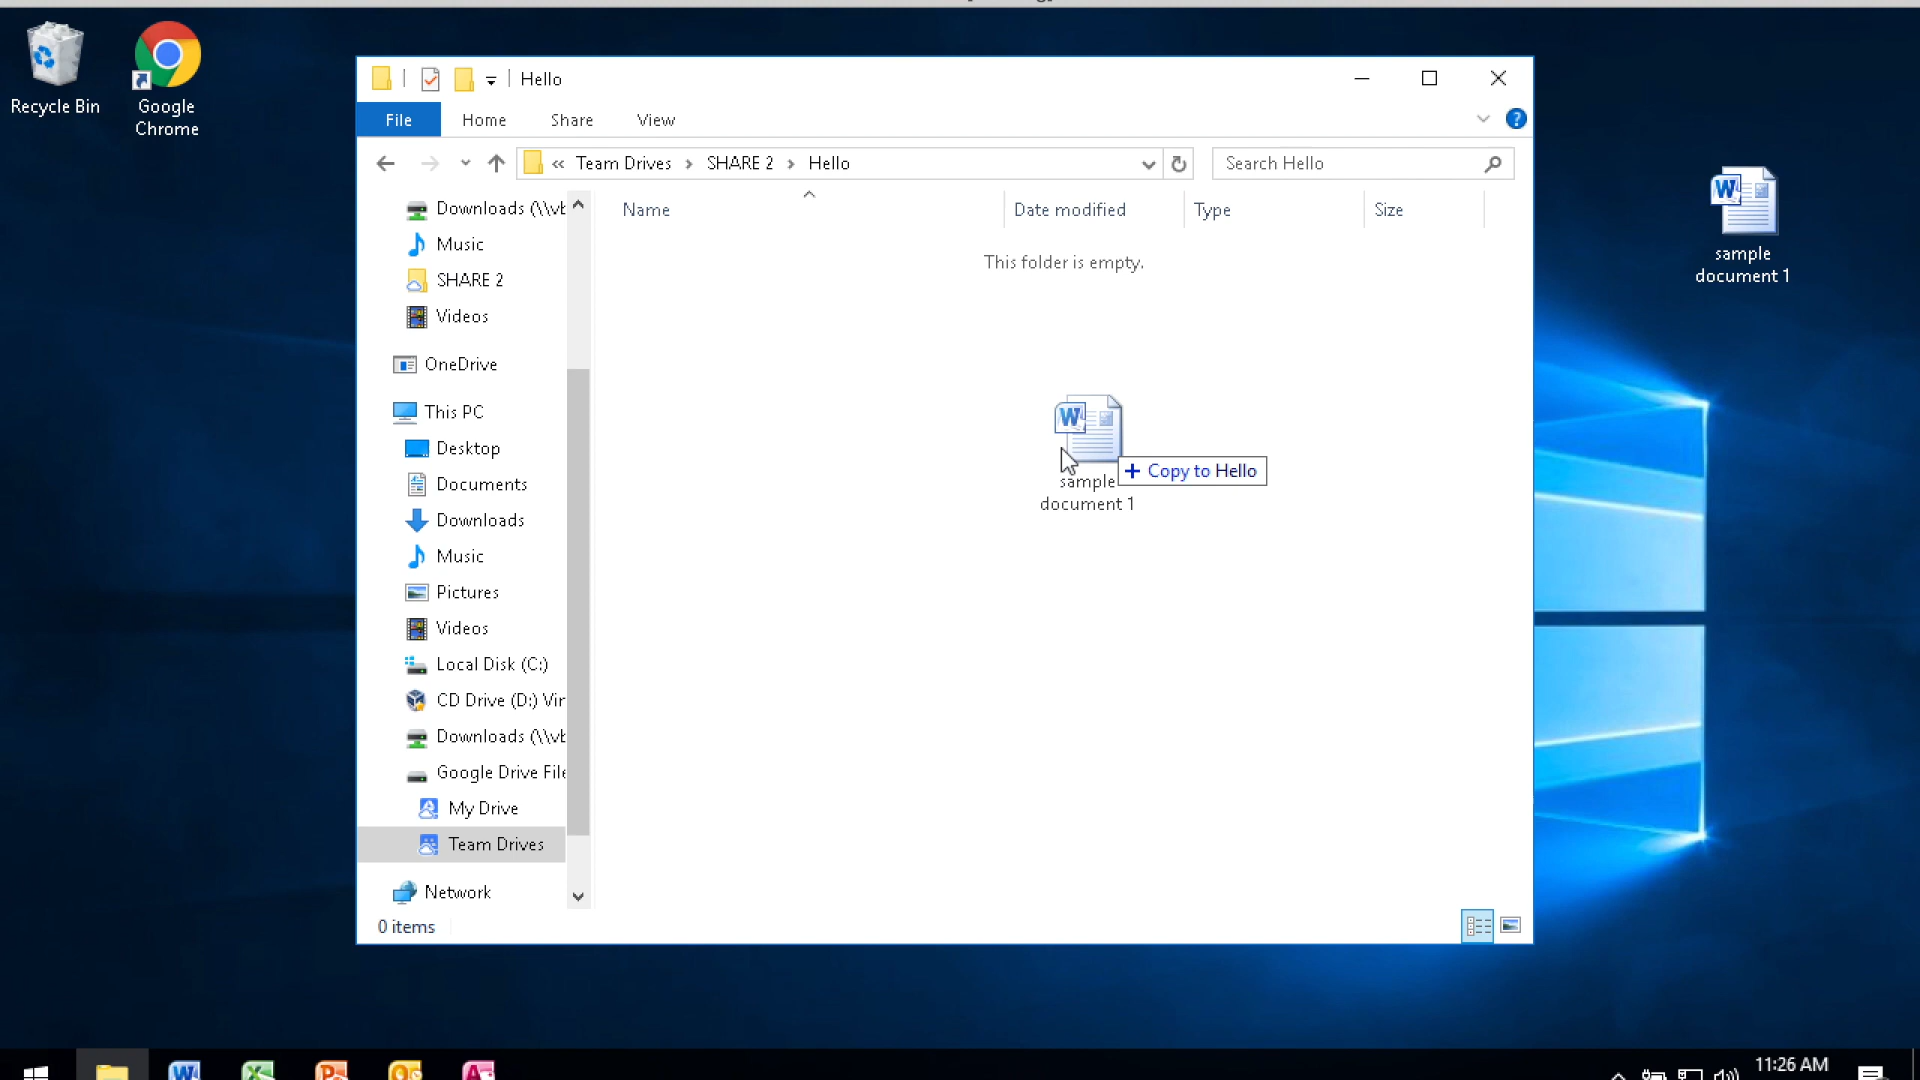 Recycle Bin
Google
Chrome
Hello
File
Home
Share
View
?
« Team Drives > SHARE 2 > Hello
Search Hello
Name
Date modified
Type
Size
This folder is empty.
Downloads (\\vb
Music
SHARE 2
Videos
OneDrive
This PC
Desktop
Documents
Downloads
Music
Pictures
Videos
Local Disk (C:)
CD Drive (D:) Vir
Downloads (\\vb
Google Drive File
My Drive
Team Drives
Network
0 items
sample
document 1
+ Copy to Hello
sample
document 1
11:26 AM